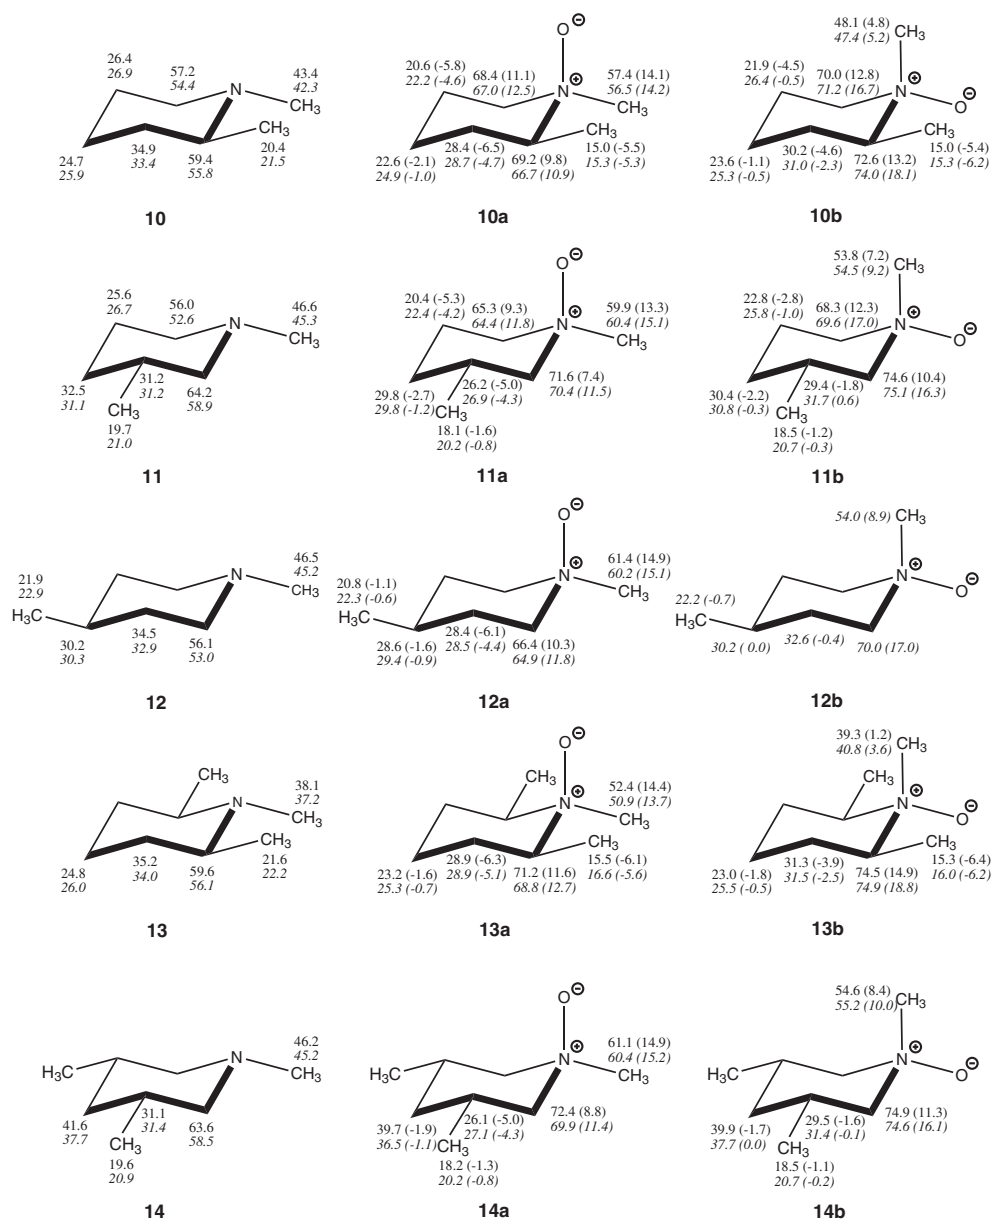 26.4
26.9
57.2
54.4
N
43.4
42.3
CH3
CH3
24.7
25.9
34.9
33.4
59.4
55.8
20.4
21.5
10
O ⊖
20.6 (-5.8)
22.2 (-4.6)
68.4 (11.1)
67.0 (12.5)
N ⊕
57.4 (14.1)
56.5 (14.2)
CH3
CH3
22.6 (-2.1)
24.9 (-1.0)
28.4 (-6.5)
28.7 (-4.7)
69.2 (9.8)
66.7 (10.9)
15.0 (-5.5)
15.3 (-5.3)
10a
48.1 (4.8)
47.4 (5.2)
CH3
21.9 (-4.5)
26.4 (-0.5)
70.0 (12.8)
71.2 (16.7)
N ⊕
O ⊖
CH3
23.6 (-1.1)
25.3 (-0.5)
30.2 (-4.6)
31.0 (-2.3)
72.6 (13.2)
74.0 (18.1)
15.0 (-5.4)
15.3 (-6.2)
10b
25.6
26.7
56.0
52.6
N
46.6
45.3
CH3
32.5
31.1
31.2
31.2
64.2
58.9
CH3
19.7
21.0
11
O ⊖
20.4 (-5.3)
22.4 (-4.2)
65.3 (9.3)
64.4 (11.8)
N ⊕
59.9 (13.3)
60.4 (15.1)
CH3
29.8 (-2.7)
29.8 (-1.2)
26.2 (-5.0)
26.9 (-4.3)
71.6 (7.4)
70.4 (11.5)
CH3
18.1 (-1.6)
20.2 (-0.8)
11a
53.8 (7.2)
54.5 (9.2)
CH3
22.8 (-2.8)
25.8 (-1.0)
68.3 (12.3)
69.6 (17.0)
N ⊕
O ⊖
30.4 (-2.2)
30.8 (-0.3)
29.4 (-1.8)
31.7 (0.6)
74.6 (10.4)
75.1 (16.3)
CH3
18.5 (-1.2)
20.7 (-0.3)
11b
21.9
22.9
H3C
N
46.5
45.2
CH3
30.2
30.3
34.5
32.9
56.1
53.0
12
O ⊖
20.8 (-1.1)
22.3 (-0.6)
H3C
N ⊕
61.4 (14.9)
60.2 (15.1)
CH3
28.6 (-1.6)
29.4 (-0.9)
28.4 (-6.1)
28.5 (-4.4)
66.4 (10.3)
64.9 (11.8)
12a
54.0 (8.9)
CH3
22.2 (-0.7)
H3C
N ⊕
O ⊖
30.2 ( 0.0)
32.6 (-0.4)
70.0 (17.0)
12b
CH3
N
38.1
37.2
CH3
CH3
24.8
26.0
35.2
34.0
59.6
56.1
21.6
22.2
13
O ⊖
CH3
N ⊕
52.4 (14.4)
50.9 (13.7)
CH3
CH3
23.2 (-1.6)
25.3 (-0.7)
28.9 (-6.3)
28.9 (-5.1)
71.2 (11.6)
68.8 (12.7)
15.5 (-6.1)
16.6 (-5.6)
13a
39.3 (1.2)
40.8 (3.6)
CH3
CH3
N ⊕
O ⊖
CH3
23.0 (-1.8)
25.5 (-0.5)
31.3 (-3.9)
31.5 (-2.5)
74.5 (14.9)
74.9 (18.8)
15.3 (-6.4)
16.0 (-6.2)
13b
H3C
N
46.2
45.2
CH3
41.6
37.7
31.1
31.4
63.6
58.5
CH3
19.6
20.9
14
O ⊖
H3C
N ⊕
61.1 (14.9)
60.4 (15.2)
CH3
39.7 (-1.9)
36.5 (-1.1)
26.1 (-5.0)
27.1 (-4.3)
72.4 (8.8)
69.9 (11.4)
CH3
18.2 (-1.3)
20.2 (-0.8)
14a
54.6 (8.4)
55.2 (10.0)
CH3
H3C
N ⊕
O ⊖
39.9 (-1.7)
37.7 (0.0)
29.5 (-1.6)
31.4 (-0.1)
74.9 (11.3)
74.6 (16.1)
CH3
18.5 (-1.1)
20.7 (-0.2)
14b